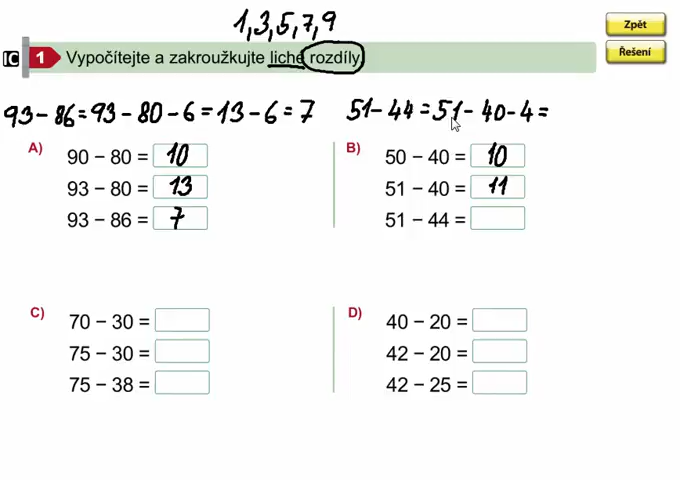 1, 3, 5, 7, 9
Zpět
1 Vypočítejte a zakroužkujte liché rozdíly.
Řešení
93 - 86 = 93 - 80 - 6 = 13 - 6 = 7
51 - 44 = 51 - 40 - 4 =
A)
90 − 80 = 10
93 − 80 = 13
93 − 86 = 7
B)
50 − 40 = 10
51 − 40 = 11
51 − 44 =
C)
70 − 30 =
75 − 30 =
75 − 38 =
D)
40 − 20 =
42 − 20 =
42 − 25 =